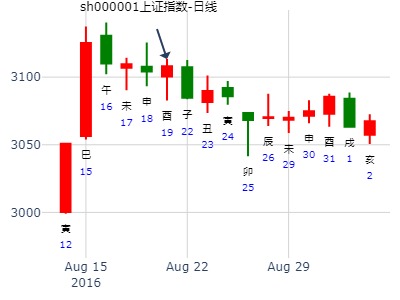 sh000001上证指数-日线
3100
3050
3000
寅
12
巳
15
午
16
未
17
申
18
酉
19
子
22
丑
23
寅
24
卯
25
辰
26
未
29
申
30
酉
31
戌
1
亥
2
Aug 15
2016
Aug 22
Aug 29